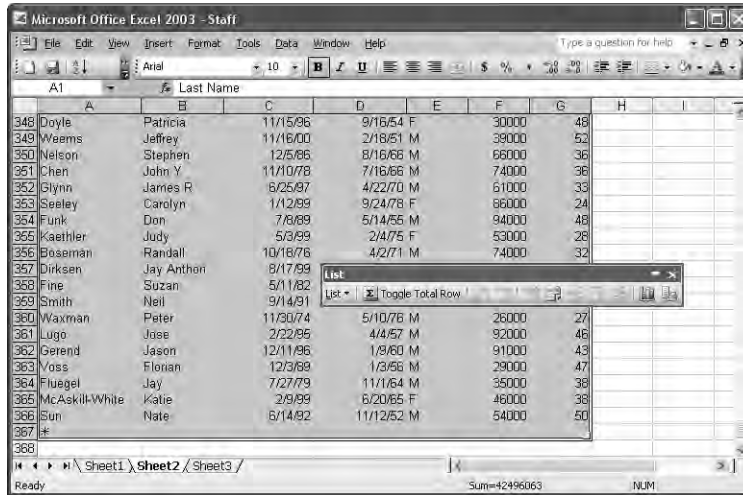 Microsoft Office Excel 2003 - Staff
File Edit View Insert Format Tools Data Window Help Type a question for help
Arial 10 B I U $ % ,
A1 fx Last Name
A B C D E F G H I
348 Doyle Patricia 11/15/96 9/16/54 F 30000 48
349 Weems Jeffrey 11/16/00 2/18/51 M 39000 52
350 Nelson Stephen 12/5/86 8/16/66 M 66000 36
351 Chen John Y 11/10/78 7/16/66 M 74000 36
352 Glynn James R 6/25/97 4/22/70 M 61000 33
353 Seeley Carolyn 1/12/99 9/24/78 F 86000 24
354 Funk Don 7/8/89 5/14/55 M 94000 48
355 Kaethler Judy 5/3/99 2/4/75 F 53000 28
356 Boseman Randall 10/18/76 4/2/71 M 74000 32
357 Dirksen Jay Anthon 8/17/99
358 Fine Suzan 5/11/82
359 Smith Neil 9/14/91
List
List Σ Toggle Total Row
360 Waxman Peter 11/30/74 5/10/76 M 26000 27
361 Lugo Jose 2/22/95 4/4/57 M 92000 46
362 Gerend Jason 12/11/96 1/9/60 M 91000 43
363 Voss Florian 12/3/89 1/3/56 M 29000 47
364 Fluegel Jay 7/27/79 11/1/64 M 35000 38
365 McAskill-White Katie 2/9/99 6/20/65 F 46000 38
366 Sun Nate 6/14/92 11/12/52 M 54000 50
367 *
368
Sheet1 Sheet2 Sheet3
Ready Sum=42496063 NUM